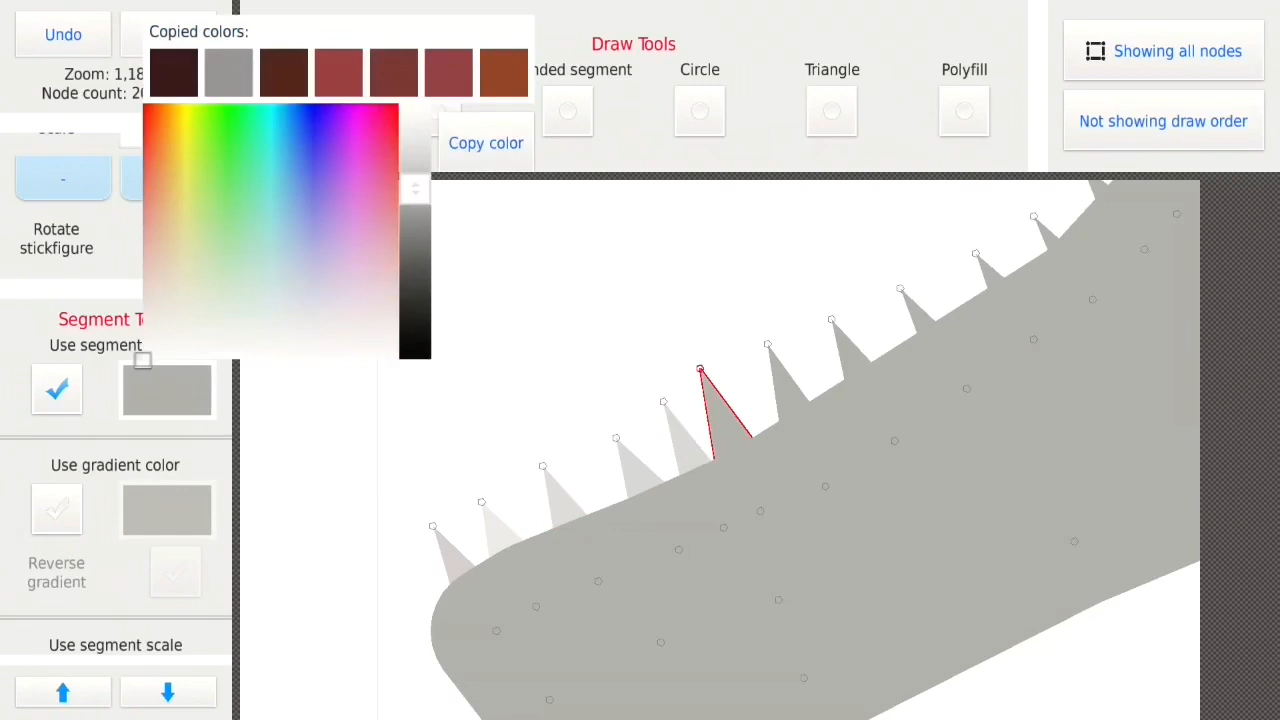 Undo
Copied colors:
Draw Tools
Showing all nodes
Zoom: 1,18
Node count: 2
nded segment
Circle
Triangle
Polyfill
Copy color
Not showing draw order
Scale
-
Rotate
stickfigure
Segment T
Use segment
Use gradient color
Reverse
gradient
Use segment scale